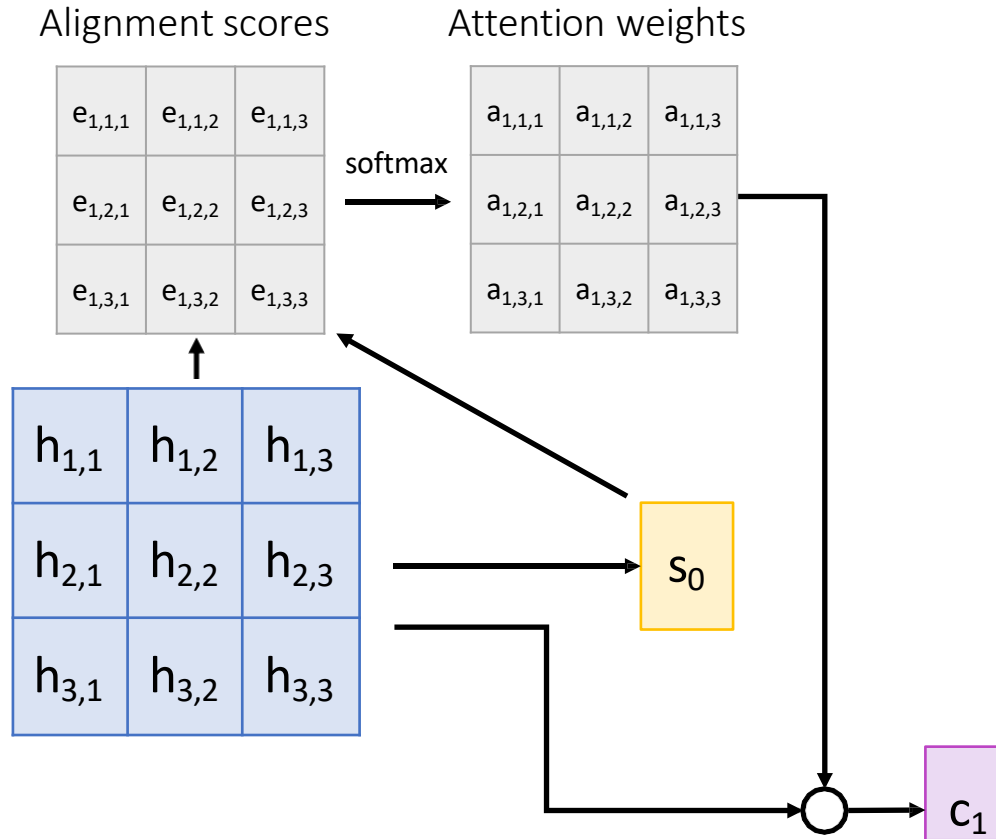 Alignment scores Attention weights
e1,1,1 e1,1,2 e1,1,3 a1,1,1 a1,1,2 a1,1,3
softmax
e1,2,1 e1,2,2 e1,2,3 a1,2,1 a1,2,2 a1,2,3
e1,3,1 e1,3,2 e1,3,3 a1,3,1 a1,3,2 a1,3,3
h1,1 h1,2 h1,3
h2,1 h2,2 h2,3 s0
h3,1 h3,2 h3,3
c1